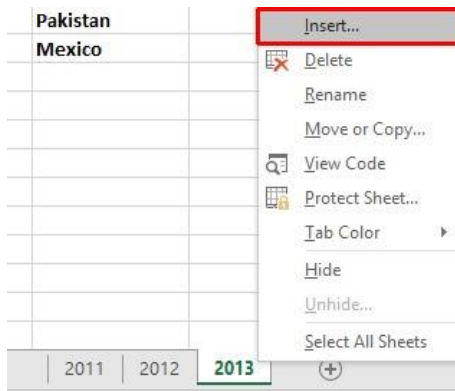 Pakistan
Mexico
Insert...
Delete
Rename
Move or Copy...
View Code
Protect Sheet...
Tab Color
Hide
Unhide...
Select All Sheets
2011 2012 2013